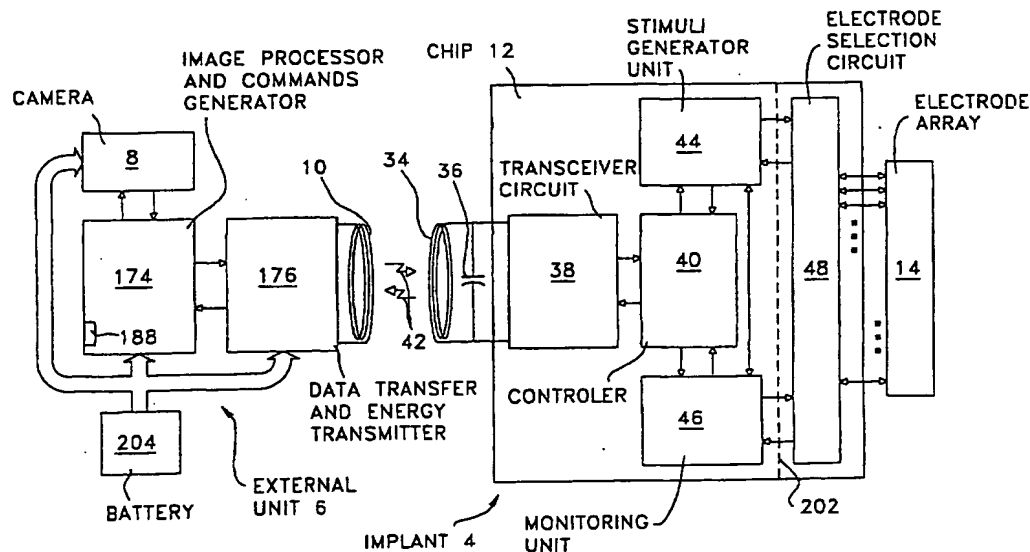 IMAGE PROCESSOR
AND COMMANDS
GENERATOR
CAMERA
8
174
188
176
10
42
DATA TRANSFER
AND ENERGY
TRANSMITTER
204
BATTERY
EXTERNAL
UNIT 6
34
36
CHIP 12
TRANSCEIVER
CIRCUIT
38
STIMULI
GENERATOR
UNIT
44
40
CONTROLER
46
MONITORING
UNIT
IMPLANT 4
ELECTRODE
SELECTION
CIRCUIT
48
202
ELECTRODE
ARRAY
14